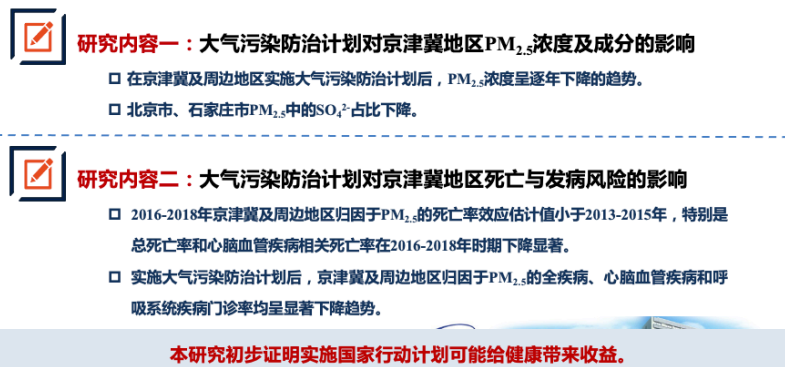 研究内容一：大气污染防治计划对京津冀地区PM2.5浓度及成分的影响
在京津冀及周边地区实施大气污染防治计划后，PM2.5浓度呈逐年下降的趋势。
北京市、石家庄市PM2.5中的SO4²⁻占比下降。
研究内容二：大气污染防治计划对京津冀地区死亡与发病风险的影响
2016-2018年京津冀及周边地区归因于PM2.5的死亡率效应估计值小于2013-2015年，特别是
总死亡率和心脑血管疾病相关死亡率在2016-2018年时期下降显著。
实施大气污染防治计划后，京津冀及周边地区归因于PM2.5的全疾病、心脑血管疾病和呼
吸系统疾病门诊率均呈显著下降趋势。
本研究初步证明实施国家行动计划可能给健康带来收益。